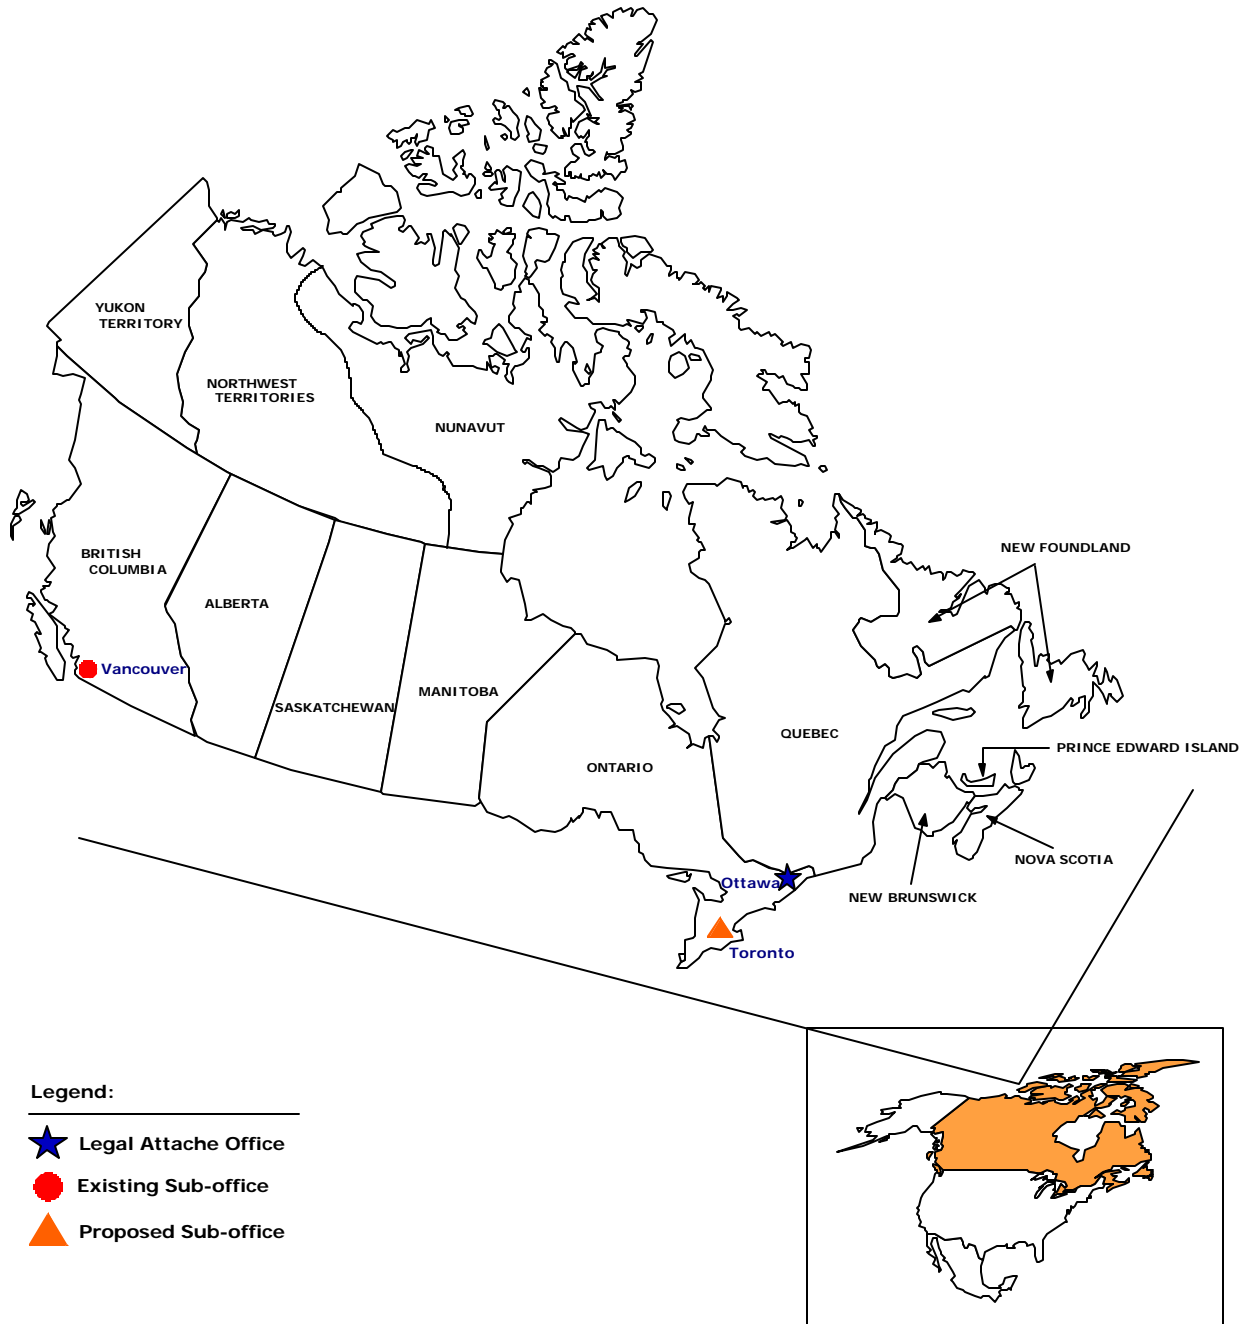 YUKON
TERRITORY
NORTHWEST
TERRITORIES
NUNAVUT
BRITISH
COLUMBIA
ALBERTA
NEW FOUNDLAND
Vancouver
SASKATCHEWAN
MANITOBA
ONTARIO
QUEBEC
PRINCE EDWARD ISLAND
NOVA SCOTIA
NEW BRUNSWICK
Ottawa
Toronto
Legend:
Legal Attache Office
Existing Sub-office
Proposed Sub-office